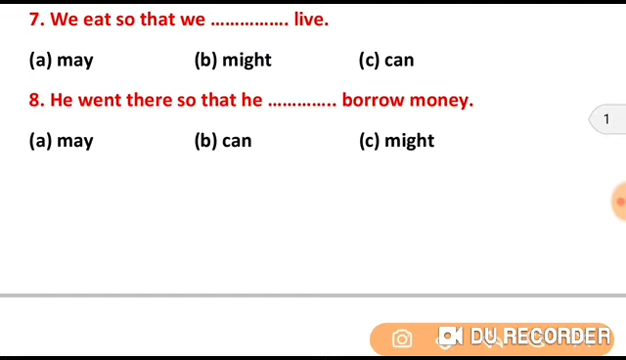 7. We eat so that we ................ live.
(a) may (b) might (c) can
8. He went there so that he .............. borrow money.
(a) may (b) can (c) might
1
DU RECORDER